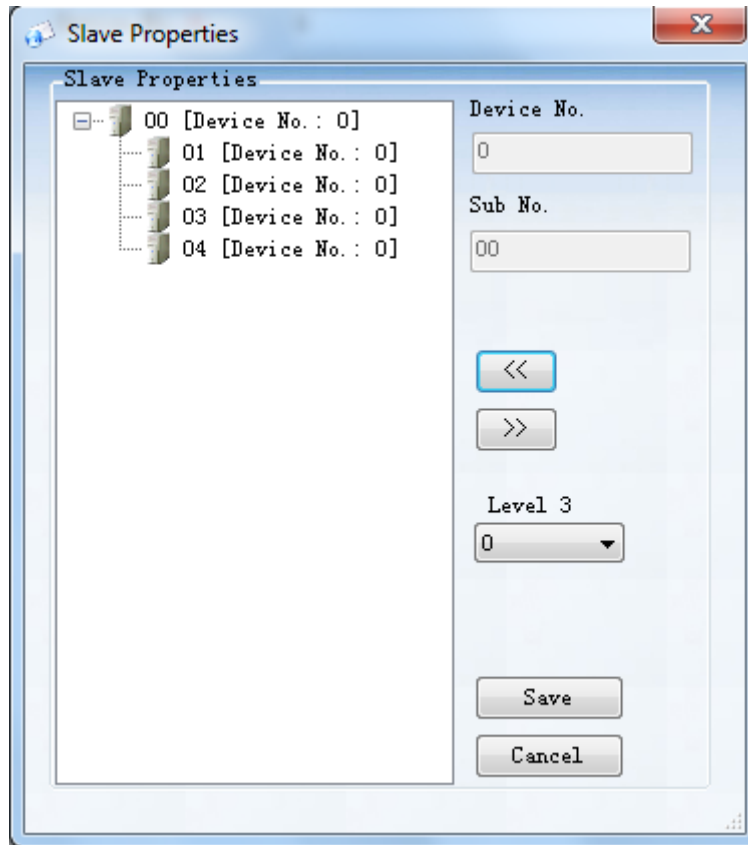 Slave Properties
Slave Properties
00 [Device No.: 0]
01 [Device No.: 0]
02 [Device No.: 0]
03 [Device No.: 0]
04 [Device No.: 0]
Device No.
0
Sub No.
00
<<
>>
Level 3
0
Save
Cancel